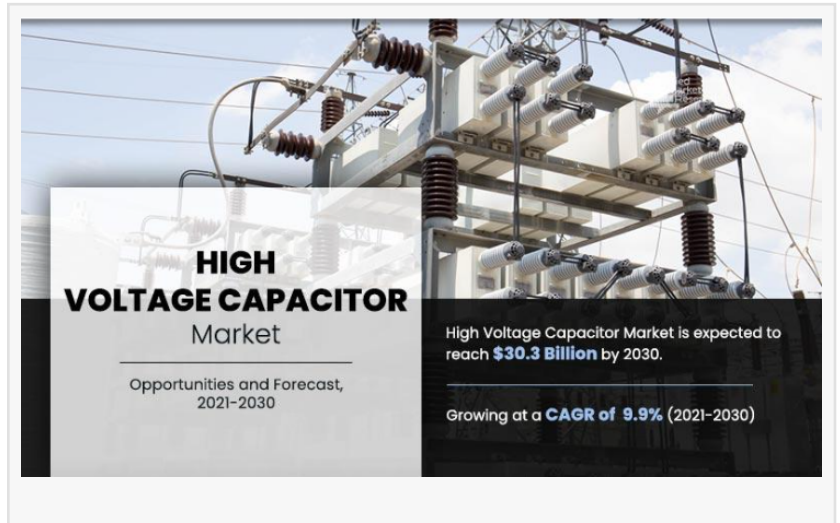 HIGH
VOLTAGE CAPACITOR
Market
Opportunities and Forecast,
2021-2030
High Voltage Capacitor Market is expected to
reach $30.3 Billion by 2030.
Growing at a CAGR of 9.9% (2021-2030)